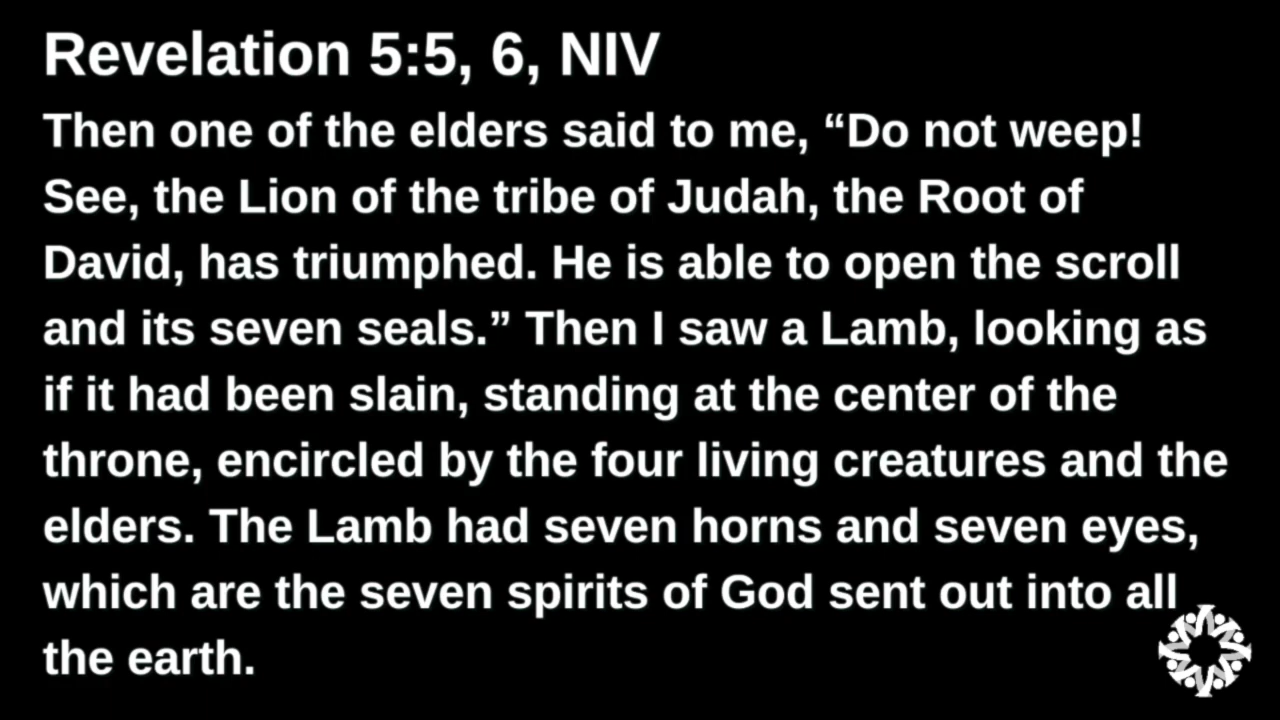 Revelation 5:5, 6, NIV
Then one of the elders said to me, “Do not weep!
See, the Lion of the tribe of Judah, the Root of
David, has triumphed. He is able to open the scroll
and its seven seals.” Then I saw a Lamb, looking as
if it had been slain, standing at the center of the
throne, encircled by the four living creatures and the
elders. The Lamb had seven horns and seven eyes,
which are the seven spirits of God sent out into all
the earth.